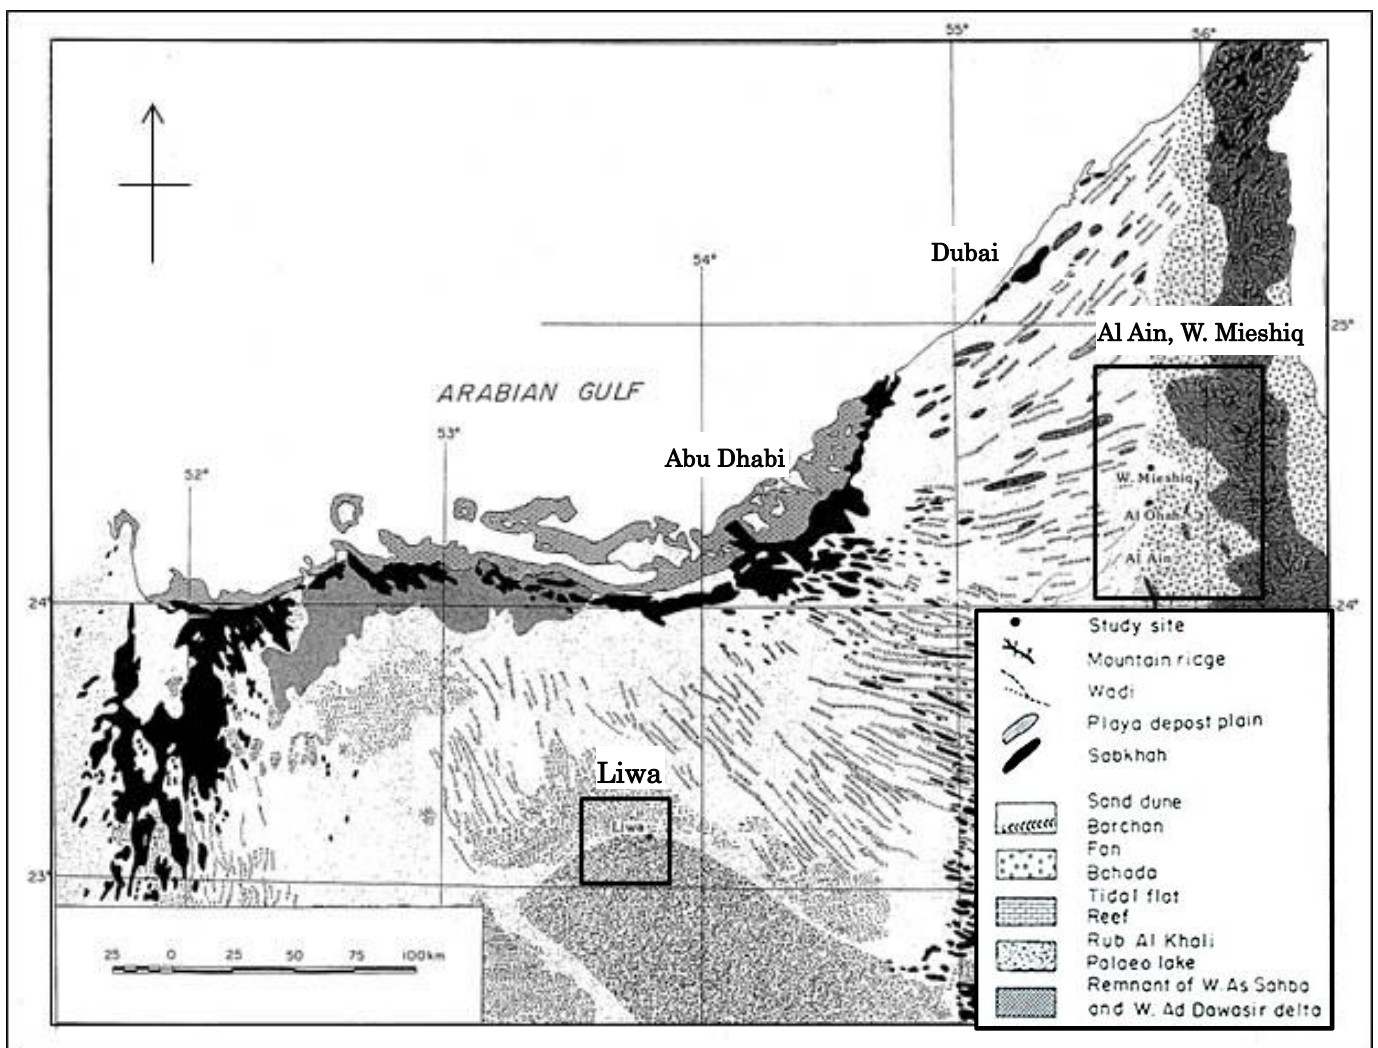 55°
56°
Dubai
54°
25°
Al Ain, W. Mieshiq
ARABIAN GULF
53°
Abu Dhabi
52°
W. Mieshiq
Al Ohah
Al Ain
24°
24°
Study site
Mountain ricge
Wadi
Playa depost plain
Sabkhah
Liwa
Liwa
Sand dune
Barchan
Fan
Bahada
23°
Tidal flat
Reef
Rub Al Khali
Palaeo lake
25 0 25 50 75 100km
Remnant of W. As Sahba
and W. Ad Dawasir delta